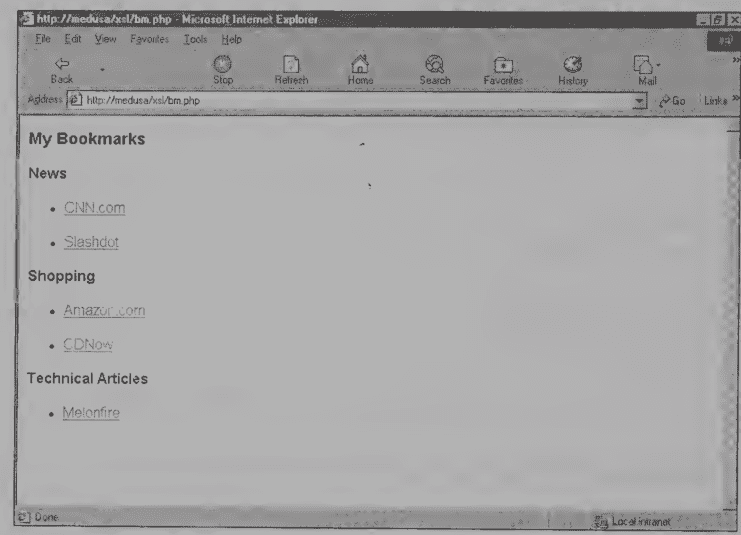 http://medusa/xsl/bm.php - Microsoft Internet Explorer
File Edit View Favorites Tools Help
Back Stop Refresh Home Search Favorites History Mail
Address http://medusa/xsl/bm.php Go Links
My Bookmarks
News
• CNN.com
• Slashdot
Shopping
• Amazon.com
• CDNow
Technical Articles
• Melonfire
Done Local intranet